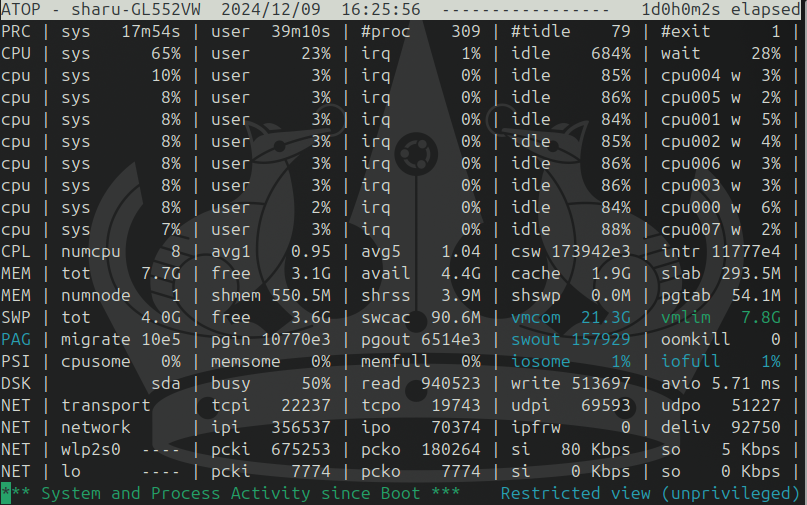 ATOP - sharu-GL552VW 2024/12/09 16:25:56 ----------------- 1d0h0m2s elapsed
PRC | sys 17m54s | user 39m10s | #proc 309 | #tidle 79 | #exit 1 |
CPU | sys 65% | user 23% | irq 1% | idle 684% | wait 28% |
cpu | sys 10% | user 3% | irq 0% | idle 85% | cpu004 w 3% |
cpu | sys 8% | user 3% | irq 0% | idle 86% | cpu005 w 2% |
cpu | sys 8% | user 3% | irq 0% | idle 84% | cpu001 w 5% |
cpu | sys 8% | user 3% | irq 0% | idle 85% | cpu002 w 4% |
cpu | sys 8% | user 3% | irq 0% | idle 86% | cpu006 w 3% |
cpu | sys 8% | user 3% | irq 0% | idle 86% | cpu003 w 3% |
cpu | sys 8% | user 2% | irq 0% | idle 84% | cpu000 w 6% |
cpu | sys 7% | user 3% | irq 0% | idle 88% | cpu007 w 2% |
CPL | numcpu 8 | avg1 0.95 | avg5 1.04 | csw 173942e3 | intr 11777e4 |
MEM | tot 7.7G | free 3.1G | avail 4.4G | cache 1.9G | slab 293.5M |
MEM | numnode 1 | shmem 550.5M | shrss 3.9M | shswp 0.0M | pgtab 54.1M |
SWP | tot 4.0G | free 3.6G | swcac 90.6M | vmcom 21.3G | vmlim 7.8G |
PAG | migrate 10e5 | pgin 10770e3 | pgout 6514e3 | swout 157929 | oomkill 0 |
PSI | cpusome 0% | memsome 0% | memfull 0% | iosome 1% | iofull 1% |
DSK | sda | busy 50% | read 940523 | write 513697 | avio 5.71 ms |
NET | transport | tcpi 22237 | tcpo 19743 | udpi 69593 | udpo 51227 |
NET | network | ipi 356537 | ipo 70374 | ipfrw 0 | deliv 92750 |
NET | wlp2s0 ---- | pcki 675253 | pcko 180264 | si 80 Kbps | so 5 Kbps |
NET | lo ---- | pcki 7774 | pcko 7774 | si 0 Kbps | so 0 Kbps |
*** System and Process Activity since Boot *** Restricted view (unprivileged)